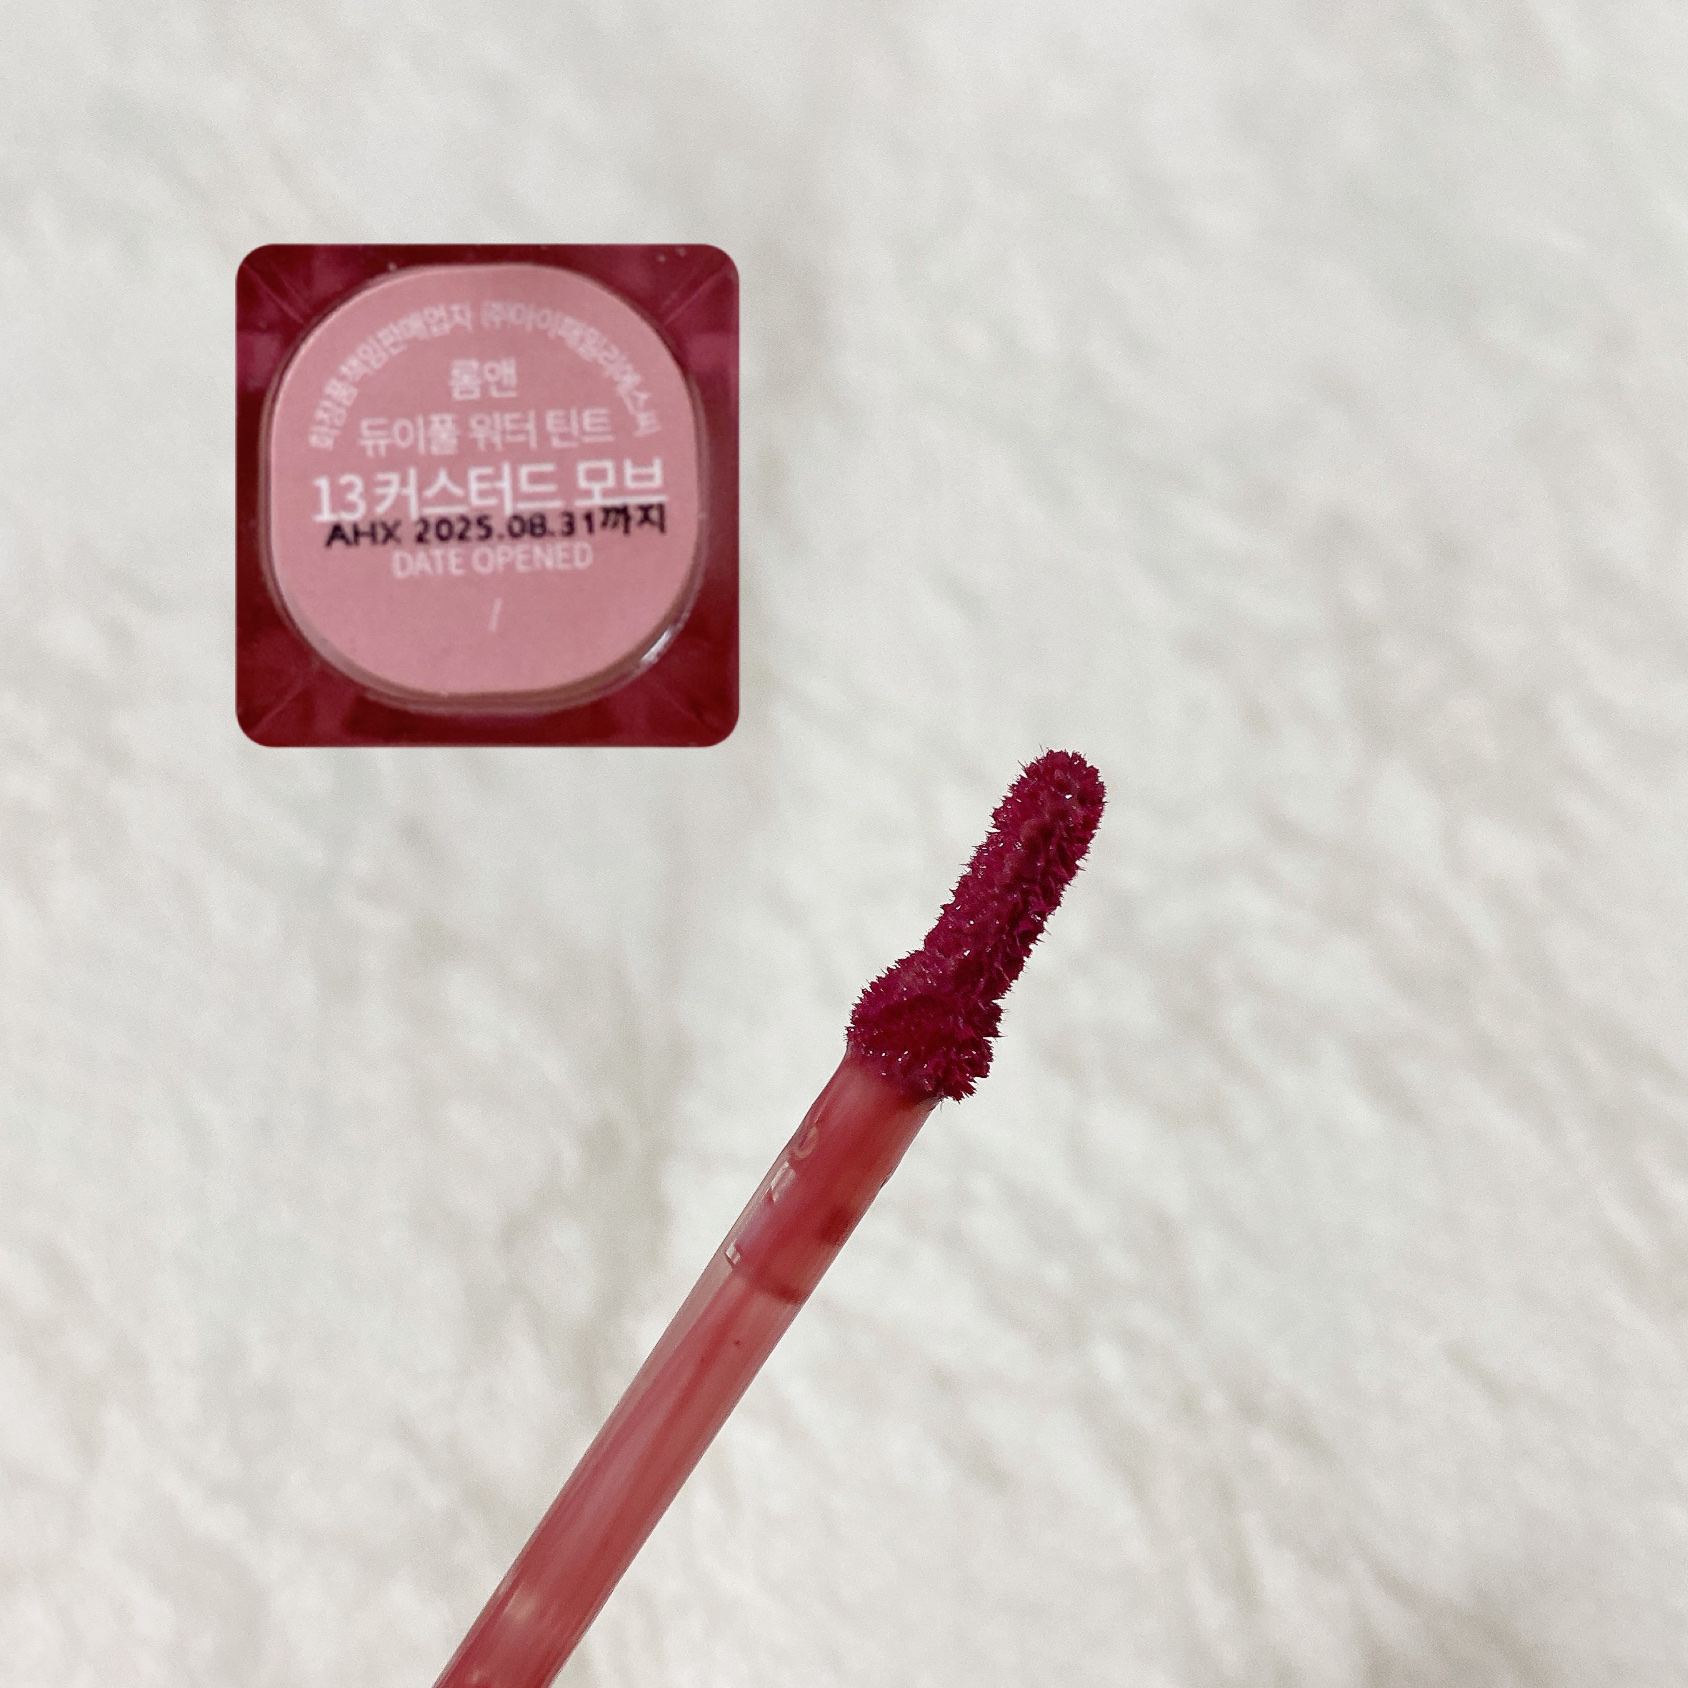 화장품책임판매업자 ㈜아이패밀리에스씨
롬앤
듀이풀 워터 틴트
13 커스터드 모브
AHX 2025.08.31까지
DATE OPENED
/